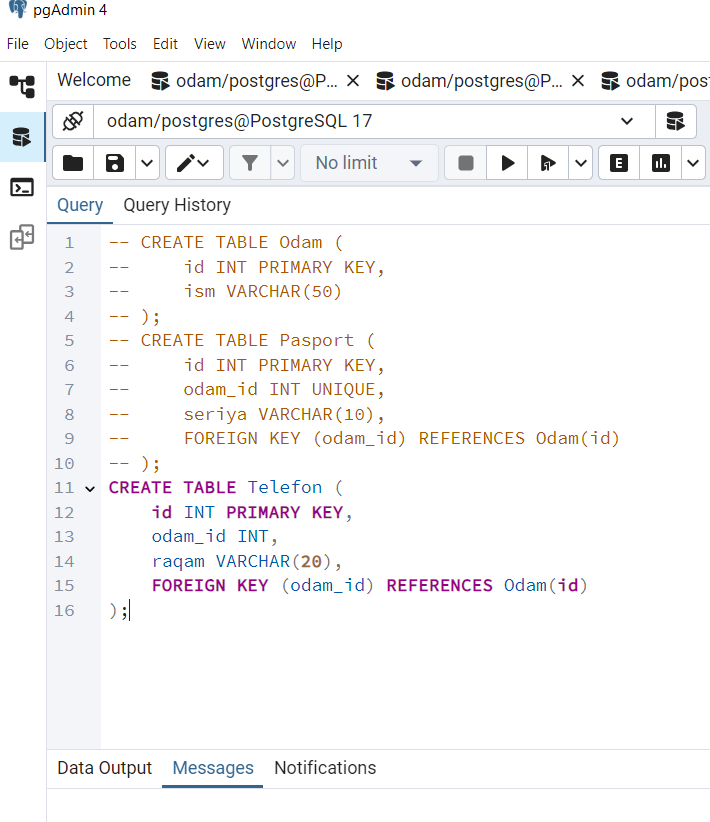 pgAdmin 4
File Object Tools Edit View Window Help
Welcome odam/postgres@P... odam/postgres@P... odam/pos
odam/postgres@PostgreSQL 17
No limit E
Query Query History
1 -- CREATE TABLE Odam (
2 --     id INT PRIMARY KEY,
3 --     ism VARCHAR(50)
4 -- );
5 -- CREATE TABLE Pasport (
6 --     id INT PRIMARY KEY,
7 --     odam_id INT UNIQUE,
8 --     seriya VARCHAR(10),
9 --     FOREIGN KEY (odam_id) REFERENCES Odam(id)
10 -- );
11 CREATE TABLE Telefon (
12     id INT PRIMARY KEY,
13     odam_id INT,
14     raqam VARCHAR(20),
15     FOREIGN KEY (odam_id) REFERENCES Odam(id)
16 );
Data Output Messages Notifications